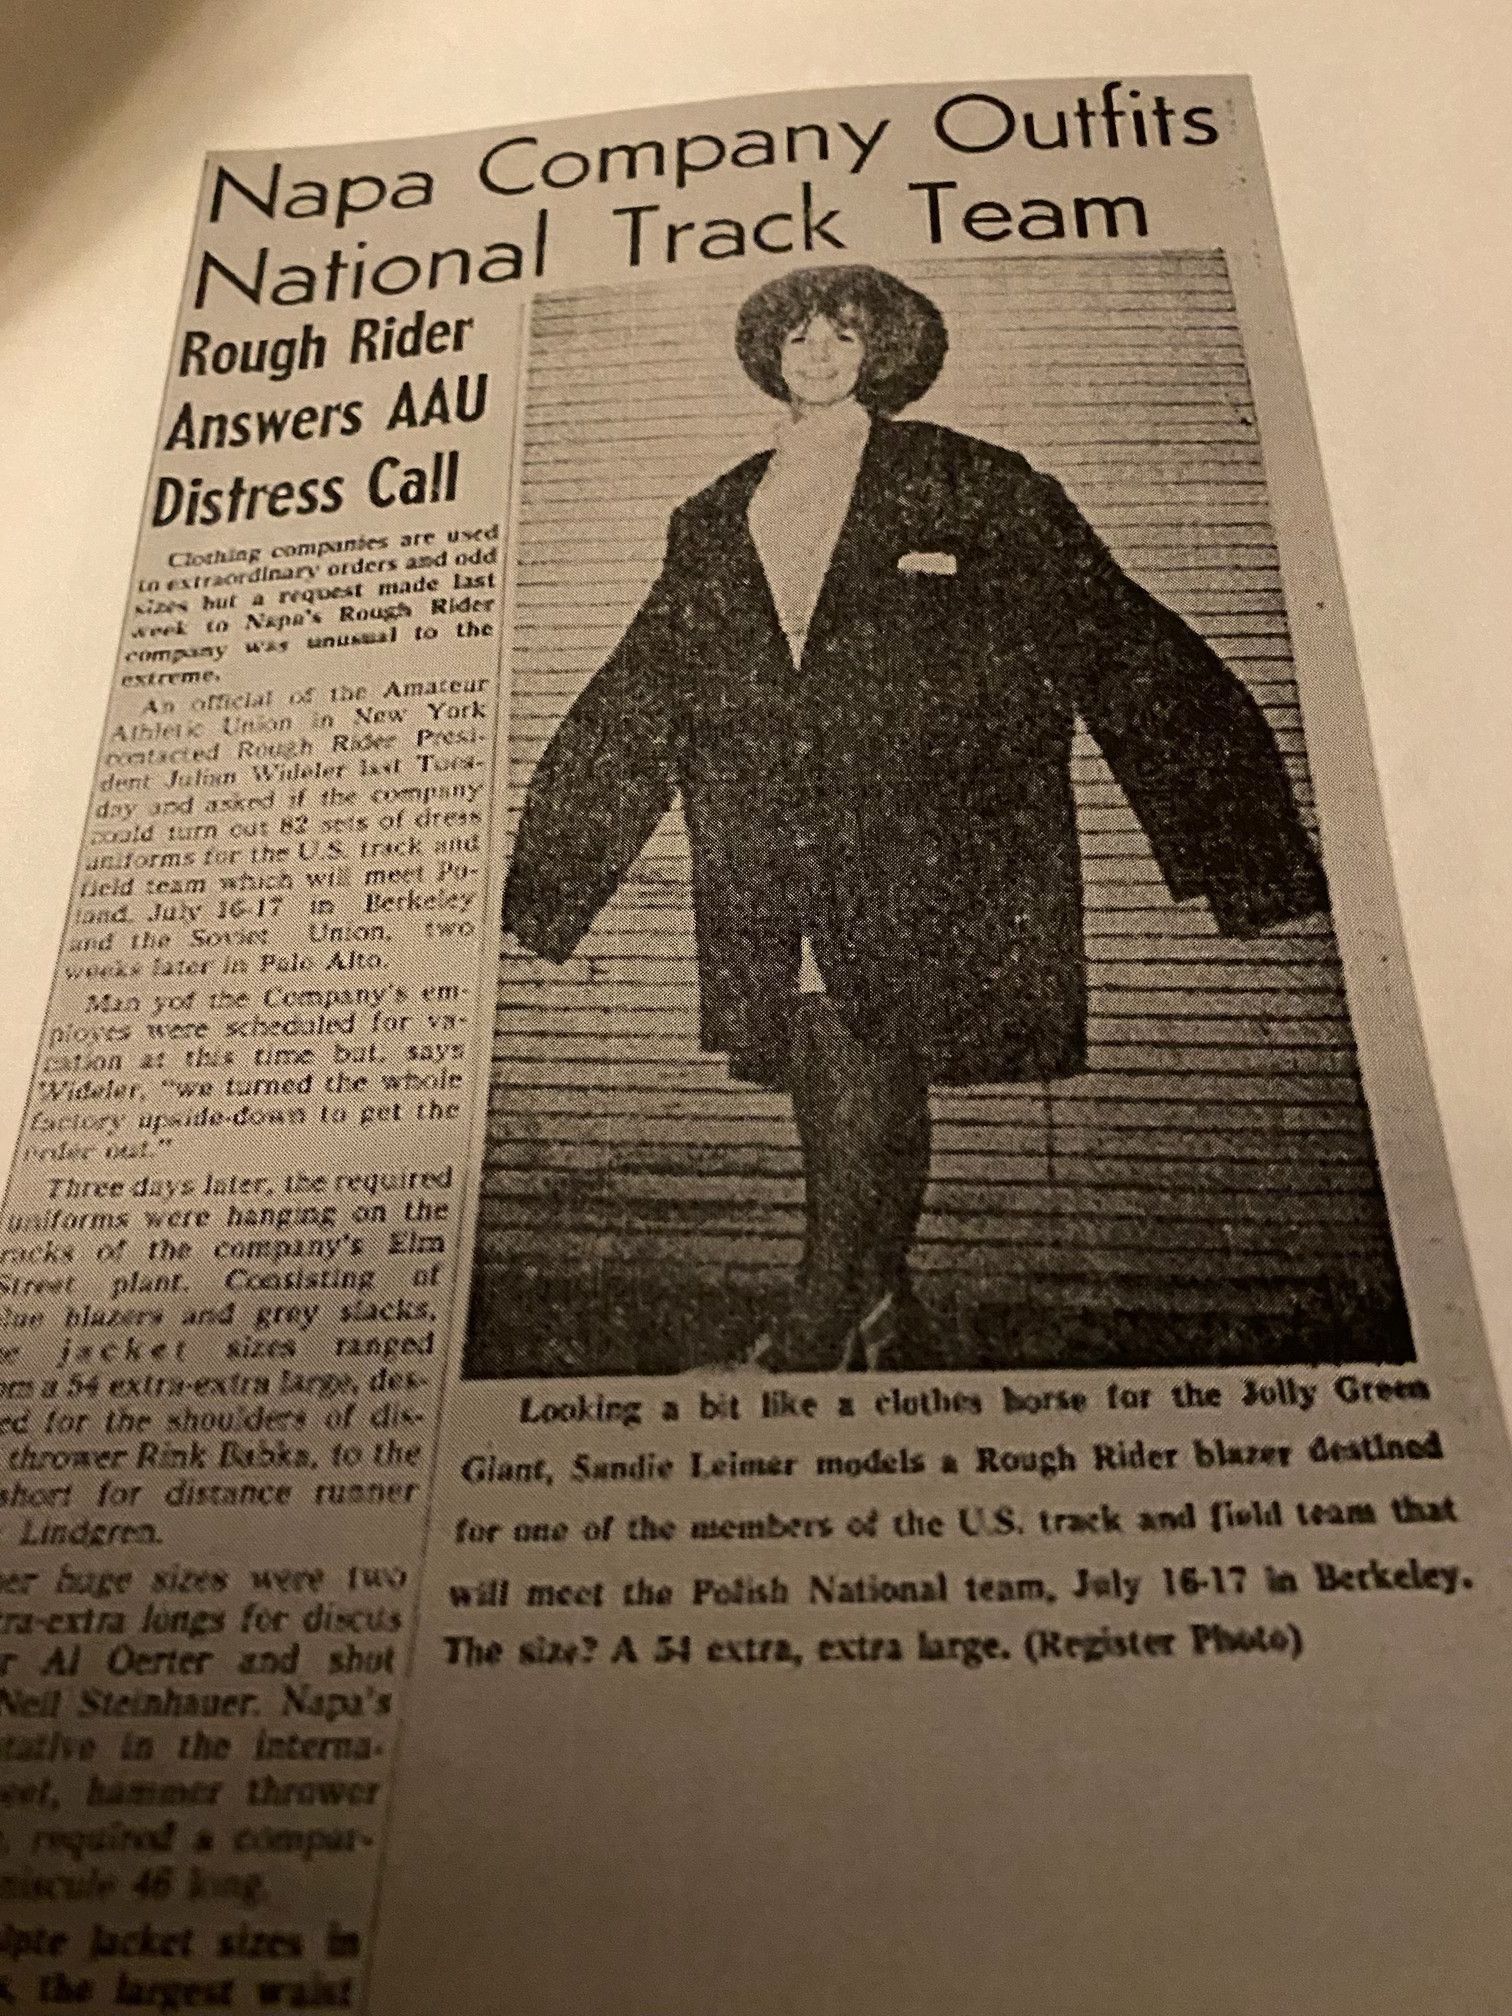 Napa Company Outfits
National Track Team
Rough Rider
Answers AAU
Distress Call
Clothing companies are used
to extraordinary orders and odd
sizes but a request made last
week to Napa's Rough Rider
company was unusual to the
extreme.
An official of the Amateur
Athletic Union in New York
contacted Rough Rider Presi-
dent Julian Wideler last Tues-
day and asked if the company
could turn out 82 sets of dress
uniforms for the U.S. track and
field team which will meet Po-
land, July 16-17 in Berkeley
and the Soviet Union, two
weeks later in Palo Alto.
Man yof the Company's em-
ployes were scheduled for va-
cation at this time but, says
Wideler, "we turned the whole
factory upside-down to get the
order out."
Three days later, the required
uniforms were hanging on the
racks of the company's Elm
Street plant. Consisting of
lue blazers and grey slacks,
e jacket sizes ranged
om a 54 extra-extra large, des-
ed for the shoulders of dis-
thrower Rink Babka, to the
short for distance runner
Lindgren.
er huge sizes were two
tra-extra longs for discus
r Al Oerter and shot
Neil Steinhauer. Napa's
tative in the interna-
eet, hammer thrower
required a compar-
niscule 46 long.
jacket sizes in
the largest waist
Looking a bit like a clothes horse for the Jolly Green
Giant, Sandie Leimer models a Rough Rider blazer destined
for one of the members of the U.S. track and field team that
will meet the Polish National team, July 16-17 in Berkeley.
The size? A 54 extra, extra large. (Register Photo)